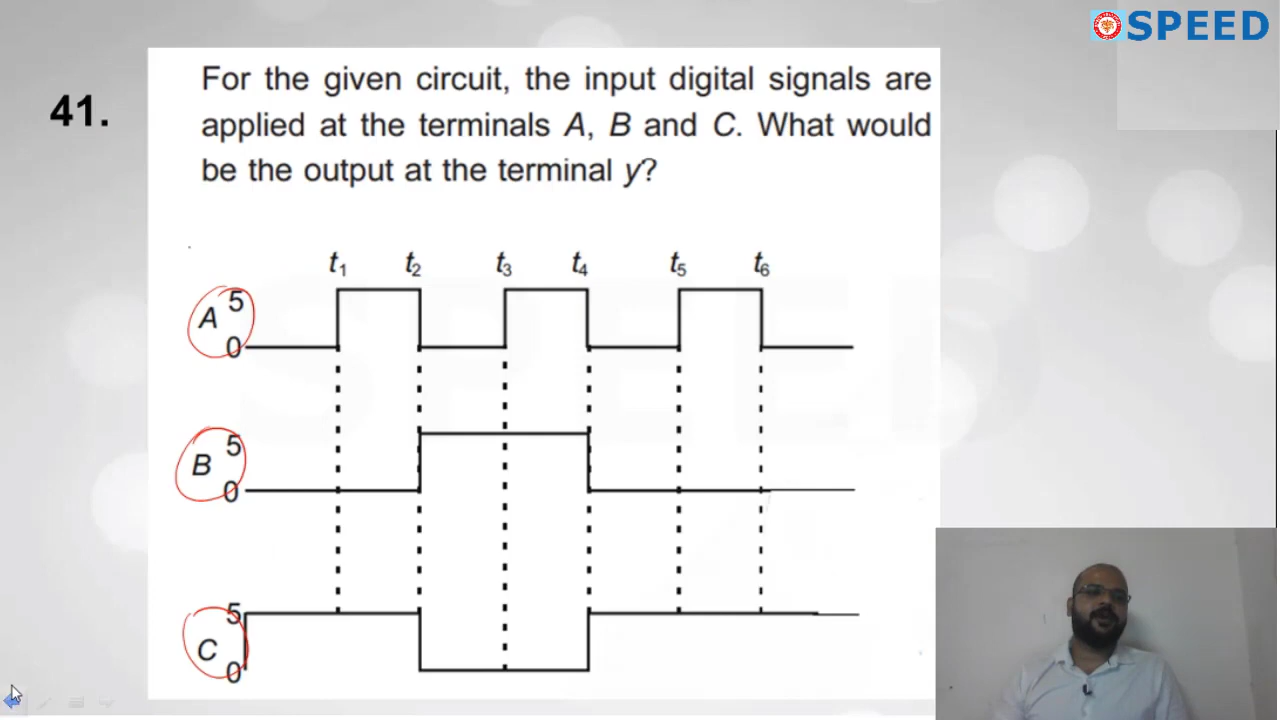 SPEED
41.
For the given circuit, the input digital signals are
applied at the terminals A, B and C. What would
be the output at the terminal y?
t1 t2 t3 t4 t5 t6
A 5
0
B 5
0
5
C
0